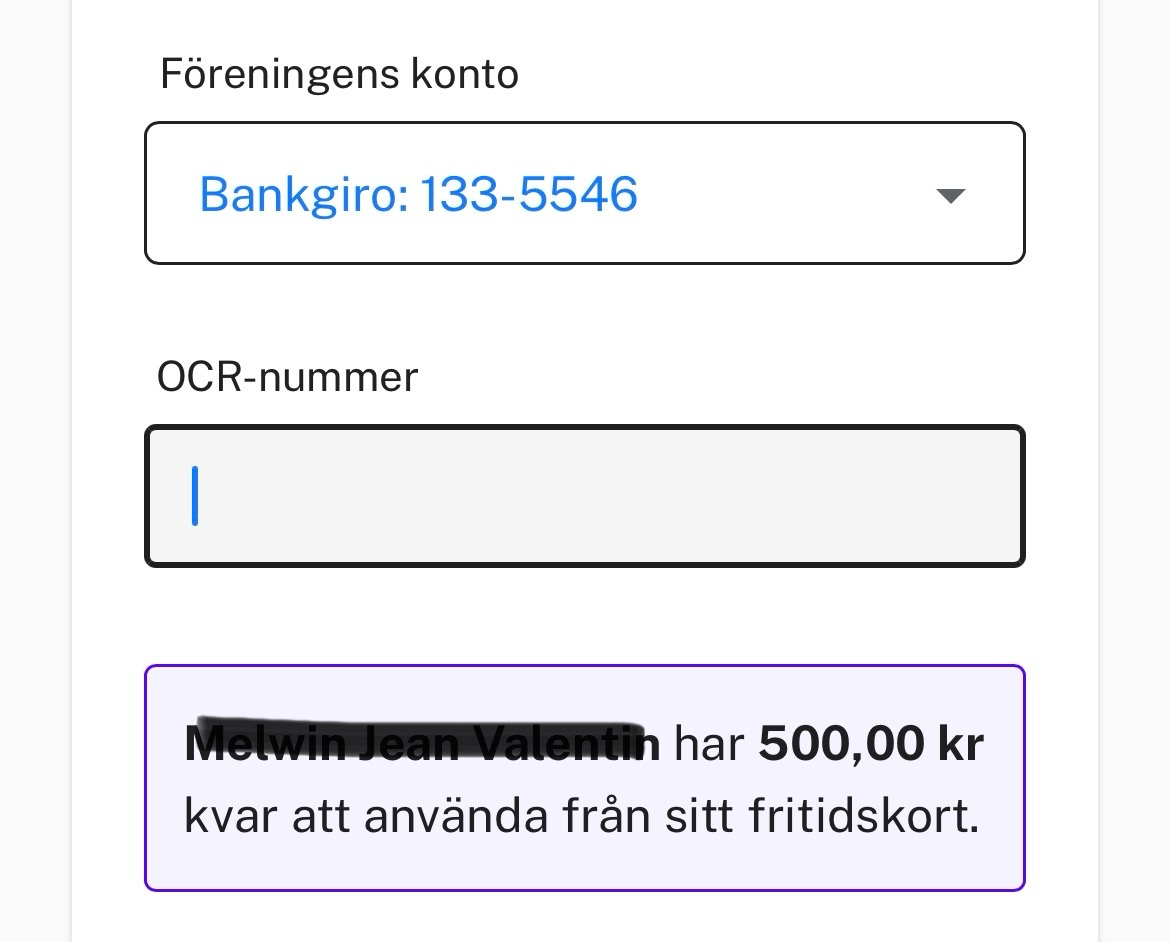 Föreningens konto
Bankgiro: 133-5546
OCR-nummer
har 500,00 kr
kvar att använda från sitt fritidskort.